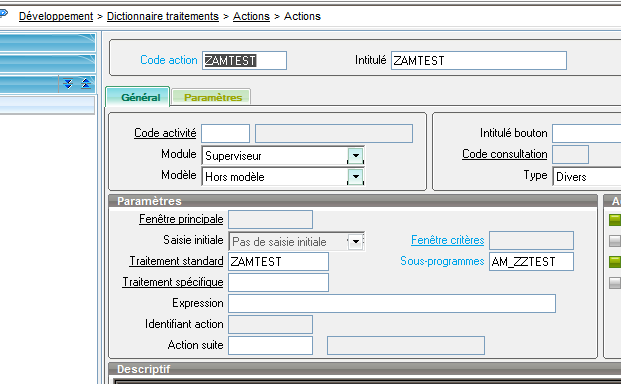 Développement > Dictionnaire traitements > Actions > Actions
Code action ZAMTEST Intitulé ZAMTEST
Général Paramètres
Code activité Intitulé bouton
Module Superviseur Code consultation
Modèle Hors modèle Type Divers
Paramètres
Fenêtre principale
Saisie initiale Pas de saisie initiale Fenêtre critères
Traitement standard ZAMTEST Sous-programmes AM_ZZTEST
Traitement spécifique
Expression
Identifiant action
Action suite
Descriptif